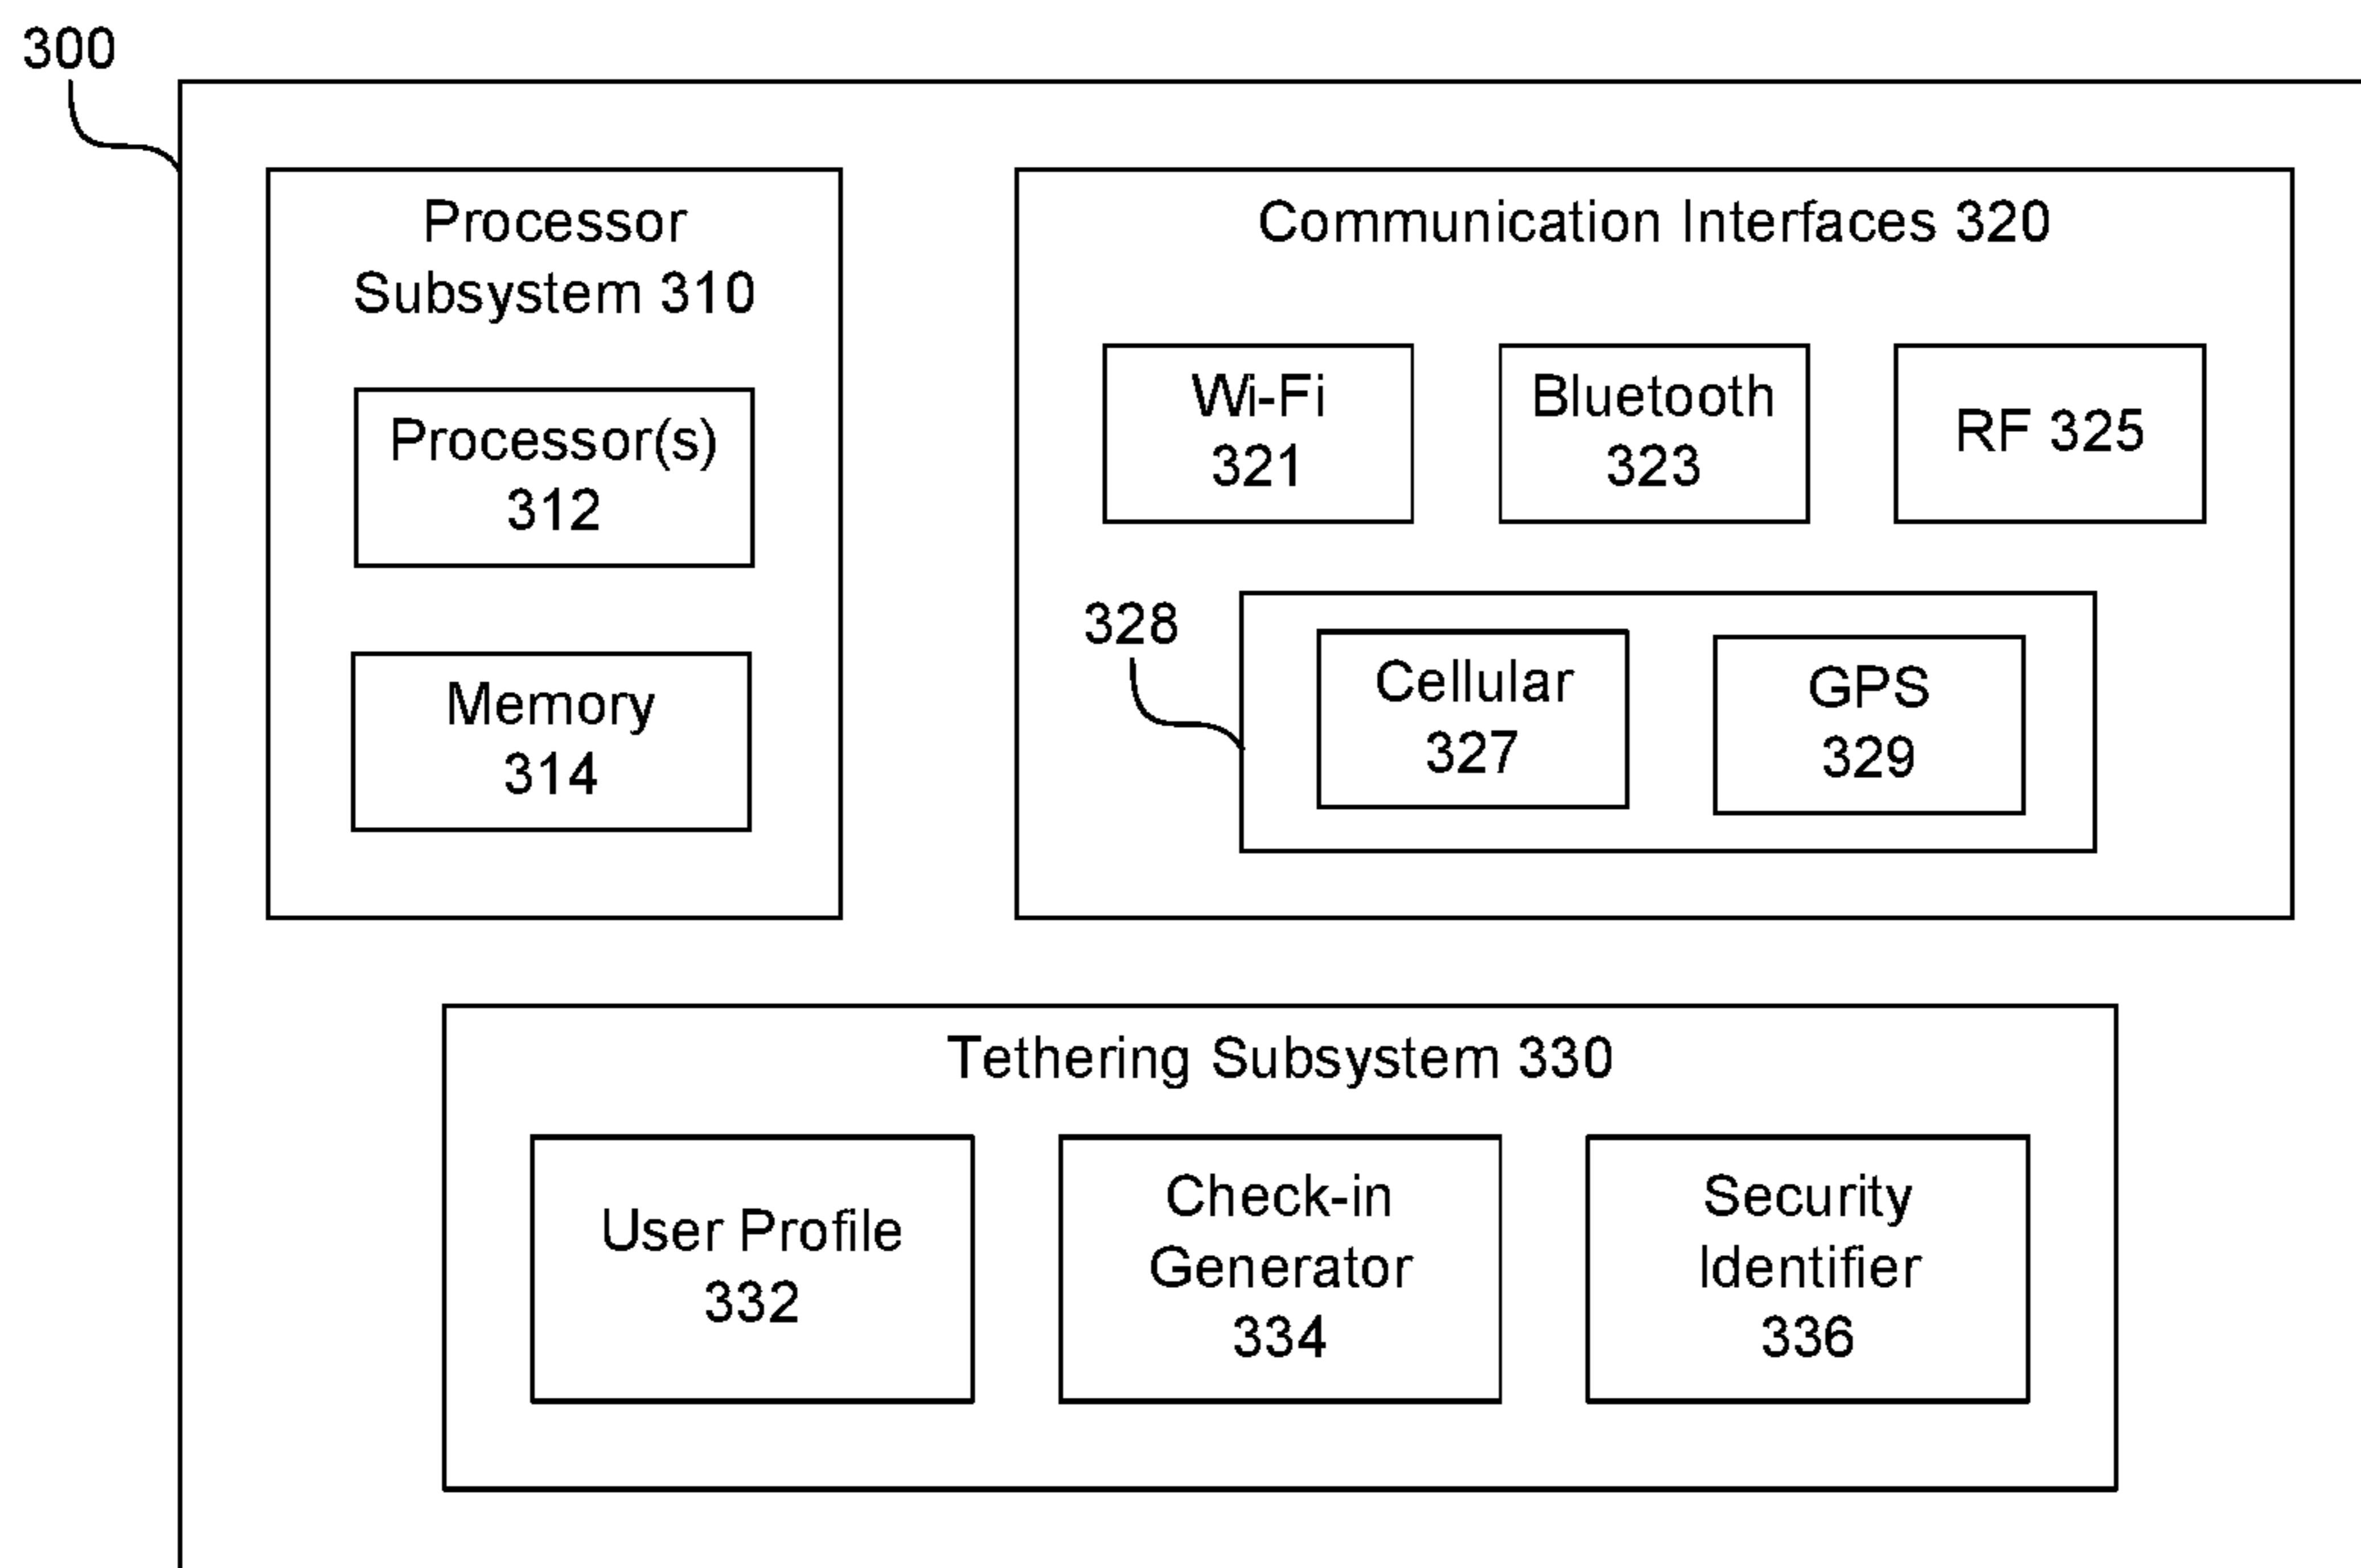 300
Processor
Subsystem 310
Processor(s)
312
Memory
314
Communication Interfaces 320
Wi-Fi
321
Bluetooth
323
RF 325
328
Cellular
327
GPS
329
Tethering Subsystem 330
User Profile
332
Check-in
Generator
334
Security
Identifier
336